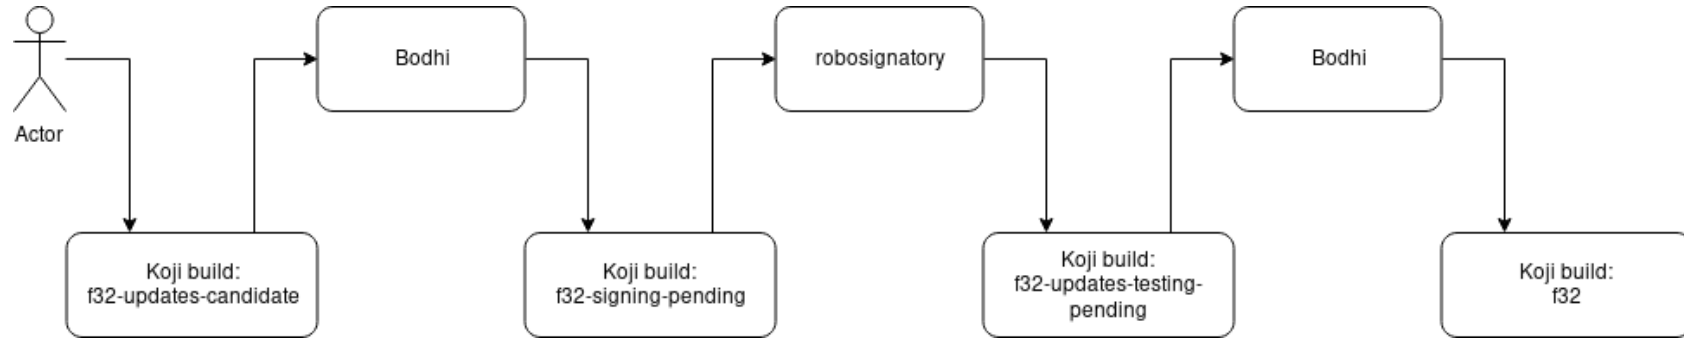 Actor
Bodhi
robosignatory
Bodhi
Koji build:
f32-updates-candidate
Koji build:
f32-signing-pending
Koji build:
f32-updates-testing-
pending
Koji build:
f32